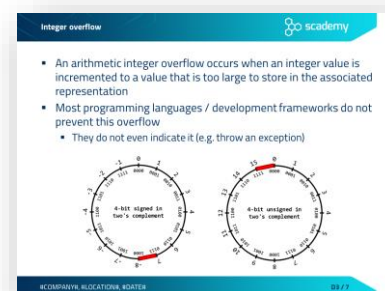 Integer overflow
scademy
An arithmetic integer overflow occurs when an integer value is
incremented to a value that is too large to store in the associated
representation
Most programming languages / development frameworks do not
prevent this overflow
They do not even indicate it (e.g. throw an exception)
4-bit signed in
two's complement
4-bit unsigned in
two's complement
#COMPANY#, #LOCATION#, #DATE#
D3 / 7